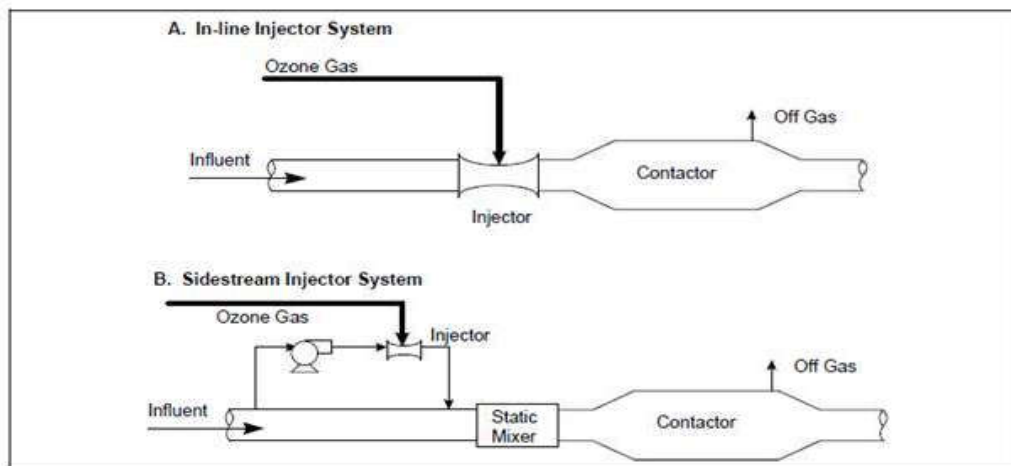 A. In-line Injector System
Ozone Gas
Off Gas
Influent
Contactor
Injector
B. Sidestream Injector System
Ozone Gas
Injector
Off Gas
Influent
Static
Mixer
Contactor